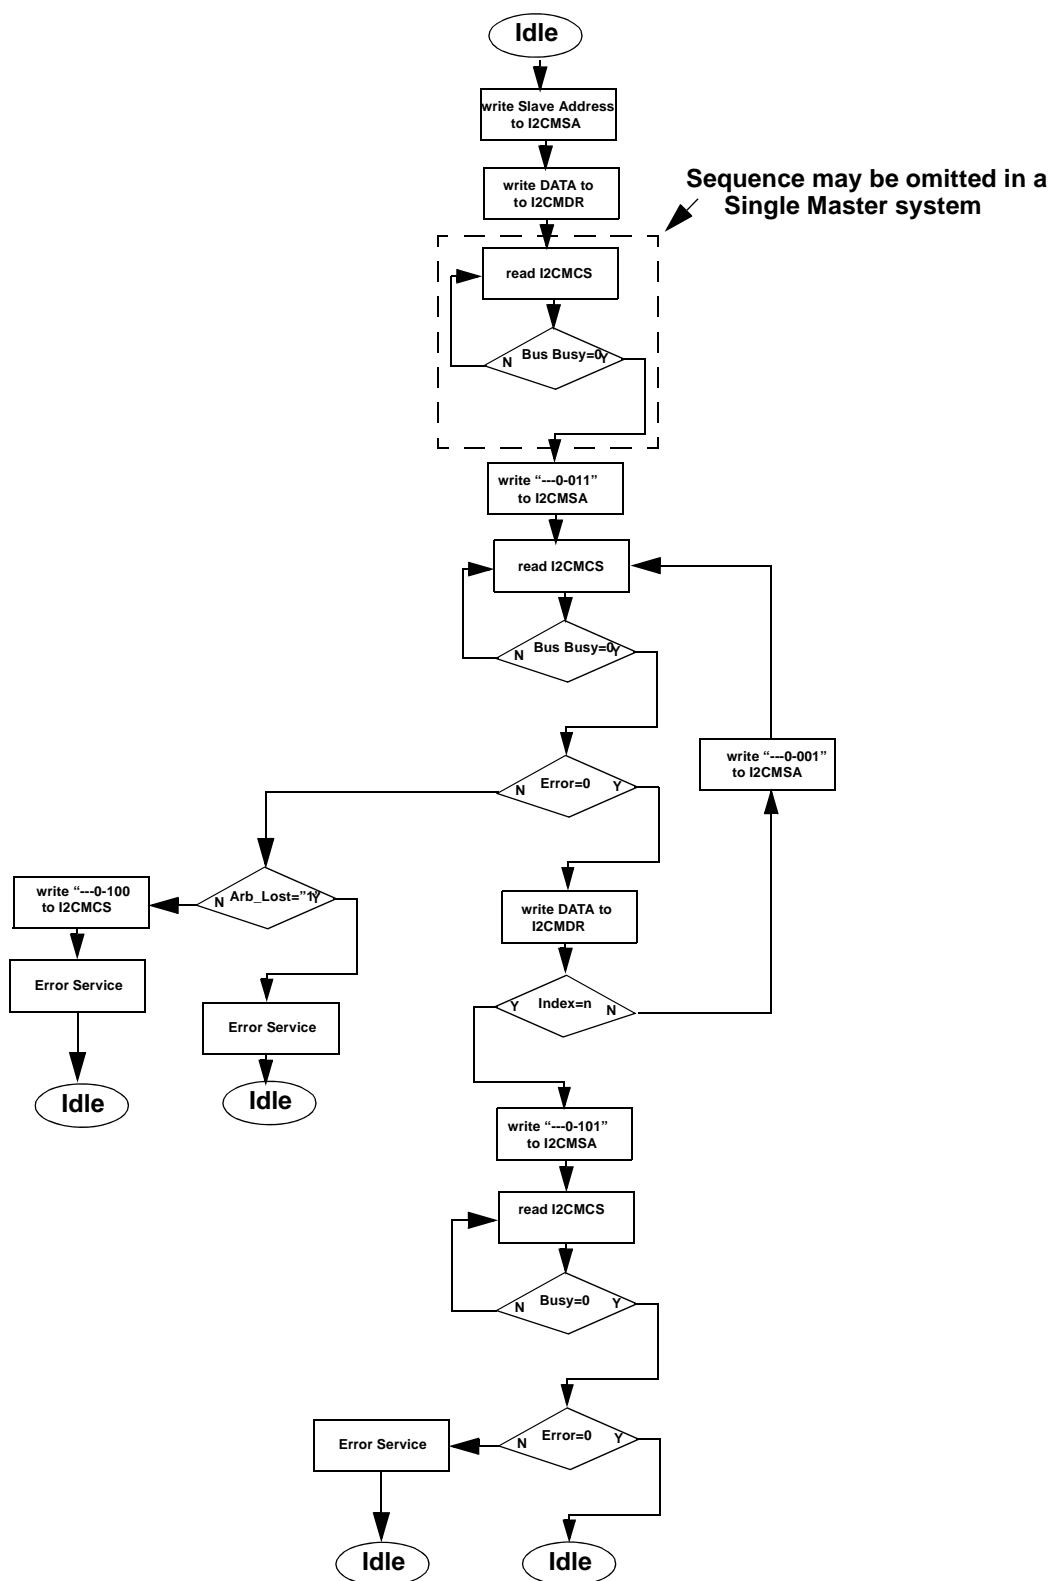 Idle
write Slave Address
to I2CMSA
write DATA to
to I2CMDR
Sequence may be omitted in a
Single Master system
read I2CMCS
Bus Busy=0
N
Y
write “---0-011”
to I2CMSA
read I2CMCS
Bus Busy=0
N
Y
write “---0-001”
to I2CMSA
Error=0
N
Y
write “---0-100
to I2CMCS
Arb_Lost=”1”
N
Y
write DATA to
I2CMDR
Error Service
Index=n
Y
N
Error Service
Idle
Idle
write “---0-101”
to I2CMSA
read I2CMCS
Busy=0
N
Y
Error Service
Error=0
N
Y
Idle
Idle